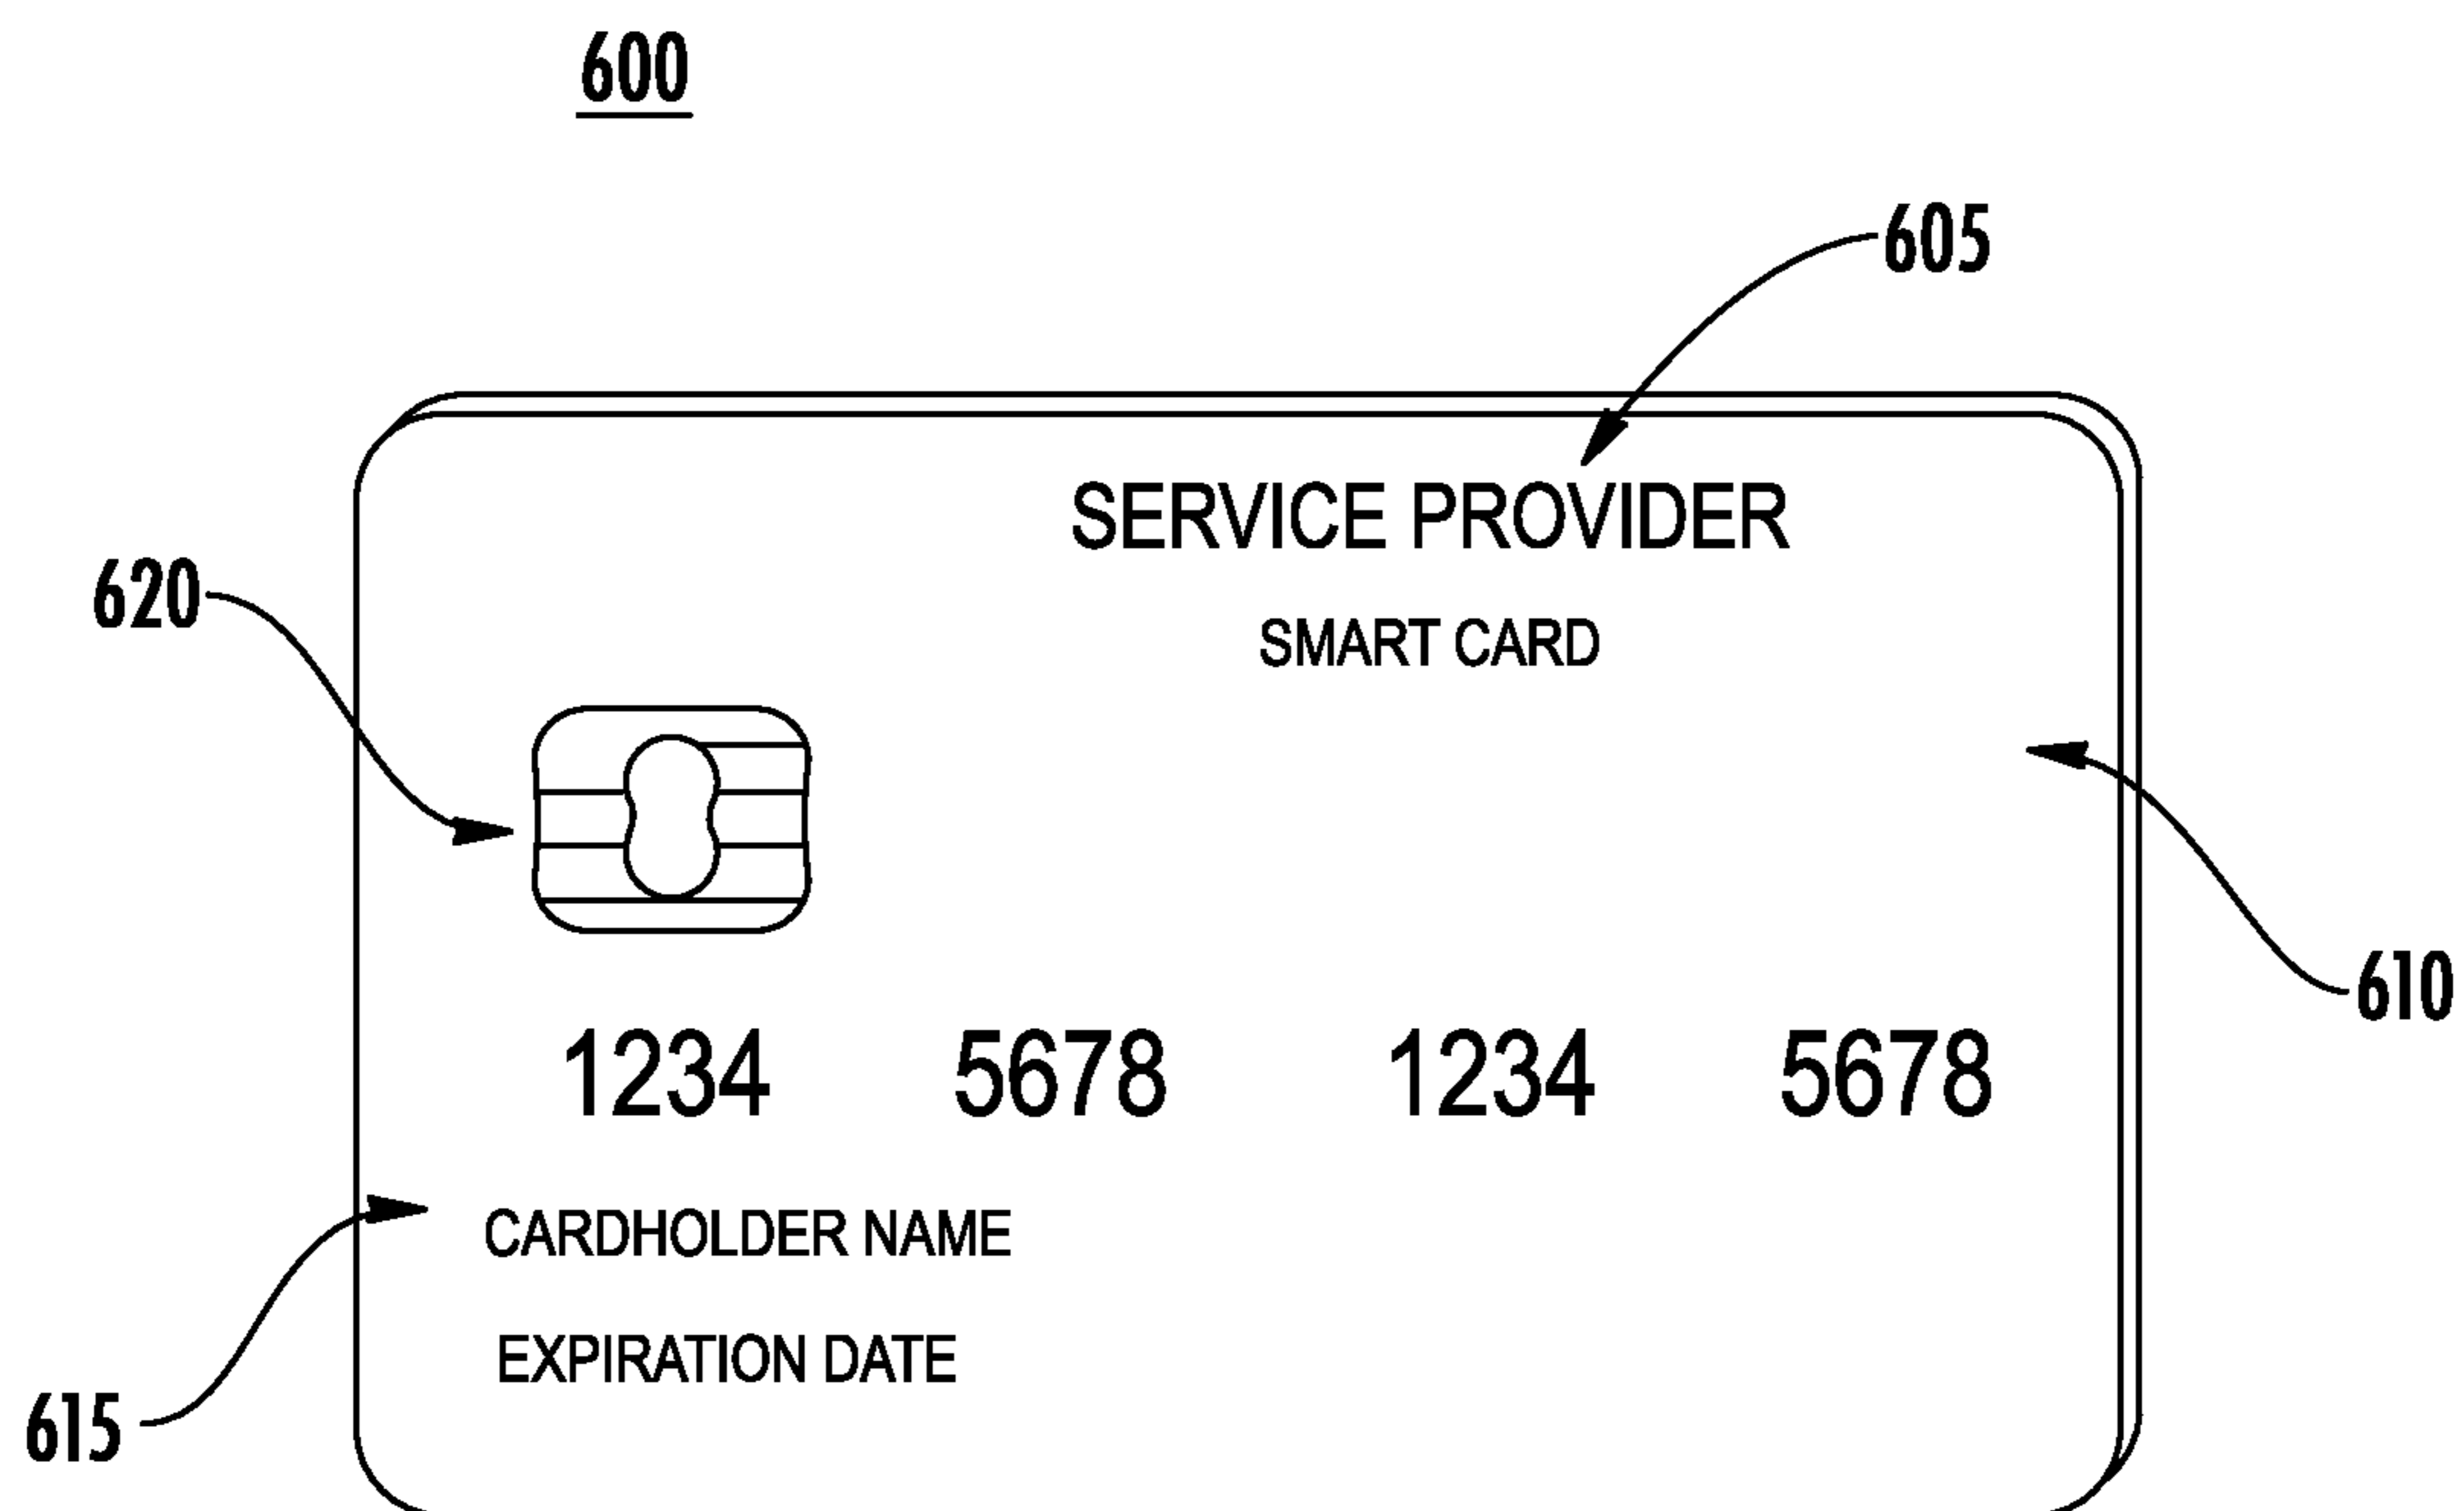 600
605
SERVICE PROVIDER
620
SMART CARD
610
1234 5678 1234 5678
CARDHOLDER NAME
EXPIRATION DATE
615